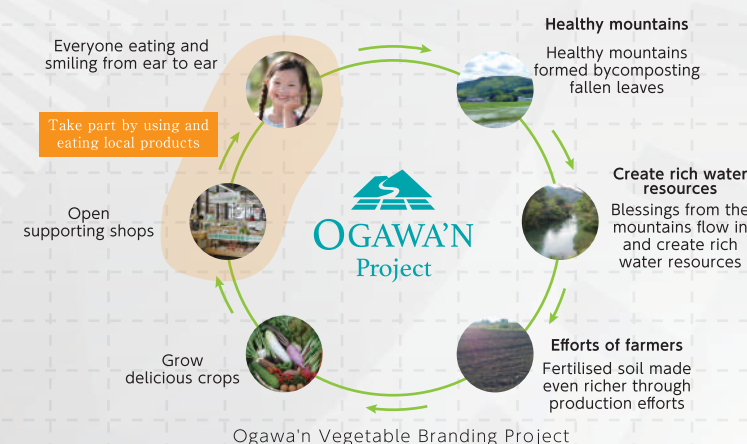 Healthy mountains
Healthy mountains
formed bycomposting
fallen leaves
Everyone eating and
smiling from ear to ear
Take part by using and
eating local products
Create rich water
resources
Blessings from the
mountains flow in
and create rich
water resources
Open
supporting shops
OGAWA'N
Project
Efforts of farmers
Fertilised soil made
even richer through
production efforts
Grow
delicious crops
Ogawa'n Vegetable Branding Project